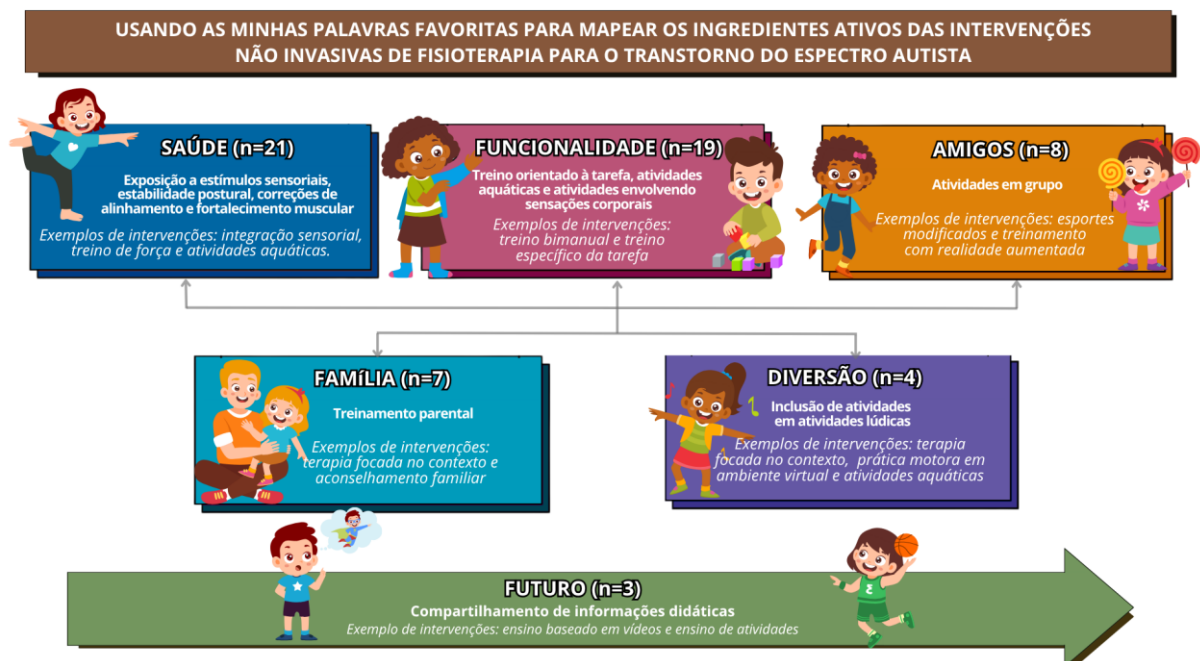 USANDO AS MINHAS PALAVRAS FAVORITAS PARA MAPEAR OS INGREDIENTES ATIVOS DAS INTERVENÇÕES
NÃO INVASIVAS DE FISIOTERAPIA PARA O TRANSTORNO DO ESPECTRO AUTISTA
SAÚDE (n=21)
Exposição a estímulos sensoriais,
estabilidade postural, correções de
alinhamento e fortalecimento muscular
Exemplos de intervenções: integração sensorial,
treino de força e atividades aquáticas.
FUNCIONALIDADE (n=19)
Treino orientado à tarefa, atividades
aquáticas e atividades envolvendo
sensações corporais
Exemplos de intervenções:
treino bimanual e treino
específico da tarefa
AMIGOS (n=8)
Atividades em grupo
Exemplos de intervenções: esportes
modificados e treinamento
com realidade aumentada
FAMíLIA (n=7)
Treinamento parental
Exemplos de intervenções:
terapia focada no contexto e
aconselhamento familiar
DIVERSÃO (n=4)
Inclusão de atividades
em atividades lúdicas
Exemplos de intervenções: terapia
focada no contexto, prática motora em
ambiente virtual e atividades aquáticas
FUTURO (n=3)
Compartilhamento de informações didáticas
Exemplo de intervenções: ensino baseado em vídeos e ensino de atividades